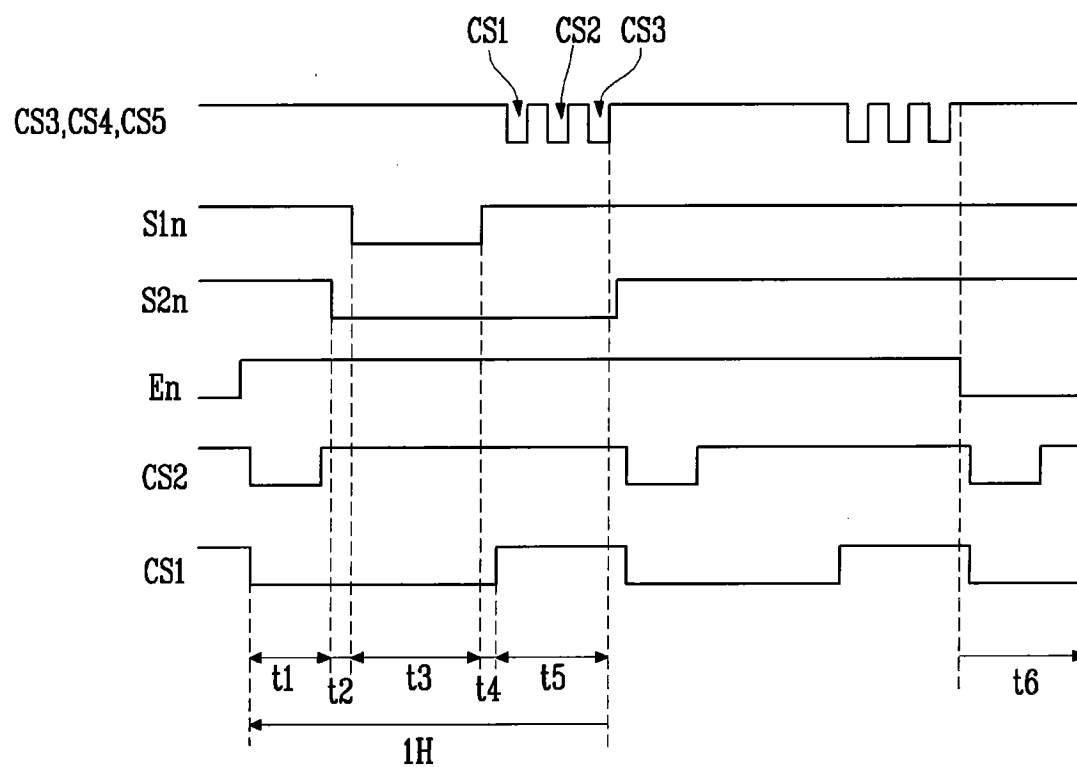 CS1 CS2 CS3
CS3,CS4,CS5
S1n
S2n
En
CS2
CS1
t1 t2 t3 t4 t5 t6
1H